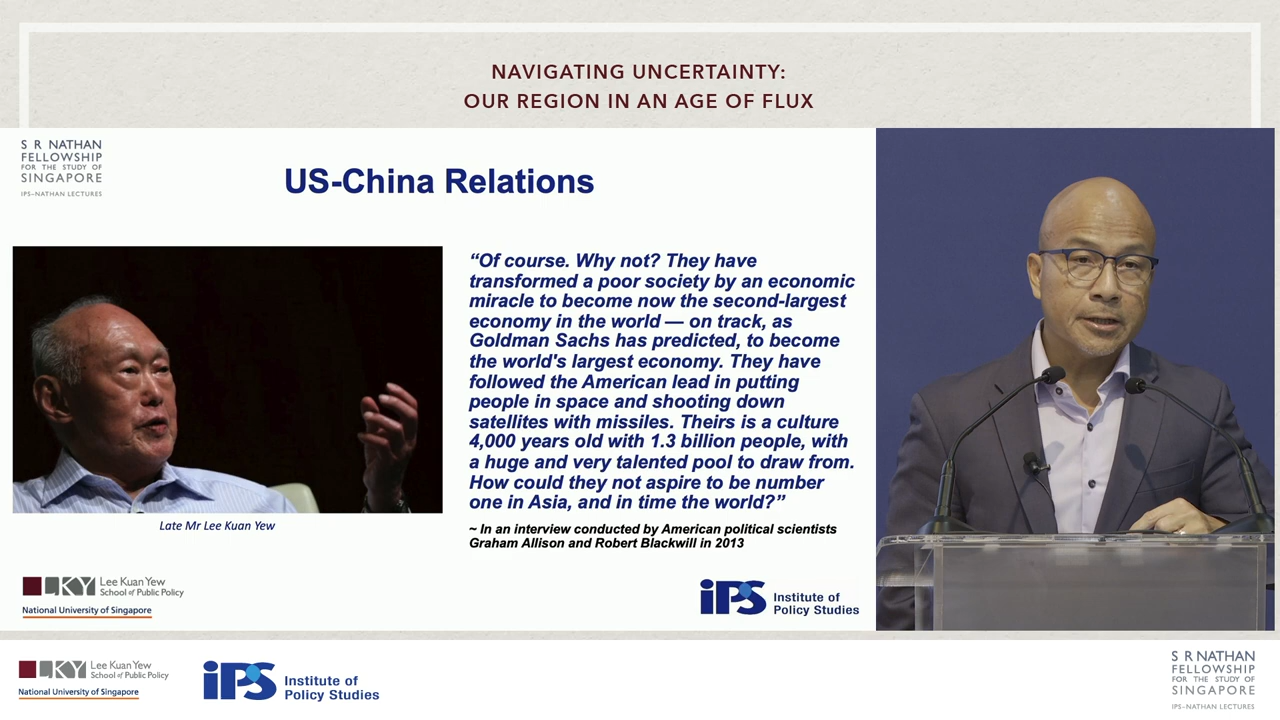 NAVIGATING UNCERTAINTY:
OUR REGION IN AN AGE OF FLUX
S R NATHAN
FELLOWSHIP
FOR THE STUDY OF
SINGAPORE
IPS–NATHAN LECTURES
US-China Relations
“Of course. Why not? They have
transformed a poor society by an economic
miracle to become now the second-largest
economy in the world — on track, as
Goldman Sachs has predicted, to become
the world's largest economy. They have
followed the American lead in putting
people in space and shooting down
satellites with missiles. Theirs is a culture
4,000 years old with 1.3 billion people, with
a huge and very talented pool to draw from.
How could they not aspire to be number
one in Asia, and in time the world?”
~ In an interview conducted by American political scientists
Graham Allison and Robert Blackwill in 2013
Late Mr Lee Kuan Yew
LKY Lee Kuan Yew
School of Public Policy
National University of Singapore
iPS Institute of
Policy Studies
LKY Lee Kuan Yew
School of Public Policy
National University of Singapore
iPS Institute of
Policy Studies
S R NATHAN
FELLOWSHIP
FOR THE STUDY OF
SINGAPORE
IPS–NATHAN LECTURES